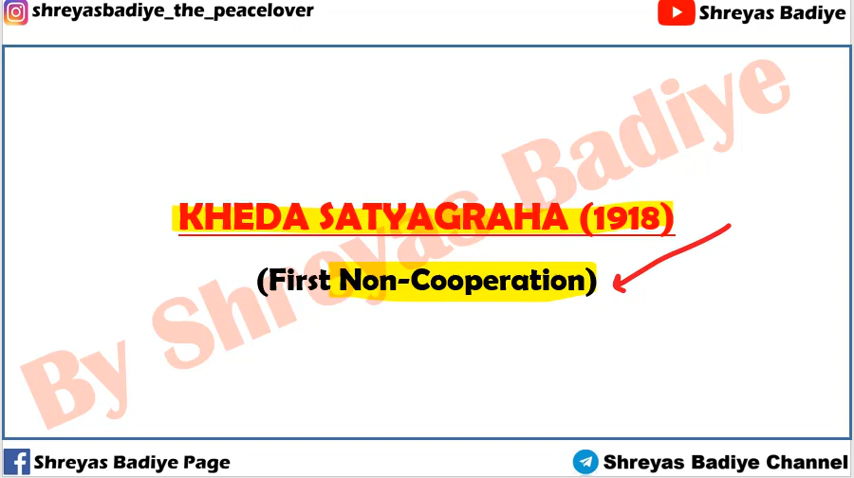 shreyasbadiye_the_peacelover
Shreyas Badiye
By Shreyas Badiye
KHEDA SATYAGRAHA (1918)
(First Non-Cooperation)
Shreyas Badiye Page
Shreyas Badiye Channel